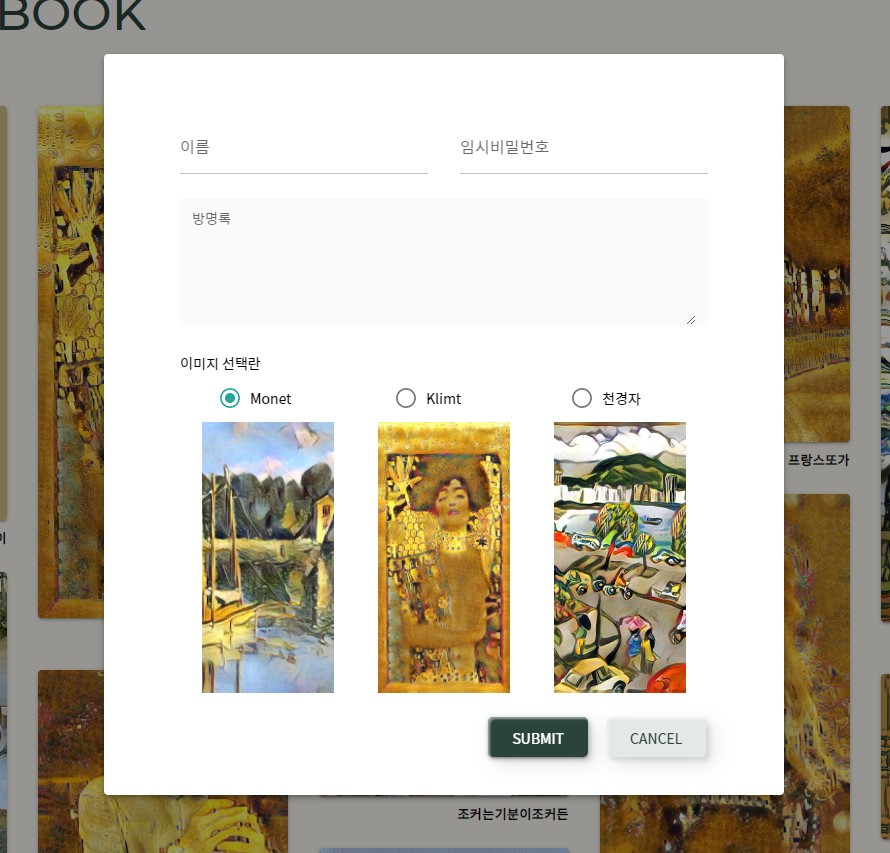 BOOK
이름
임시비밀번호
방명록
이미지 선택란
Monet
Klimt
천경자
프랑스또가
이
SUBMIT
CANCEL
조커는기분이조커든